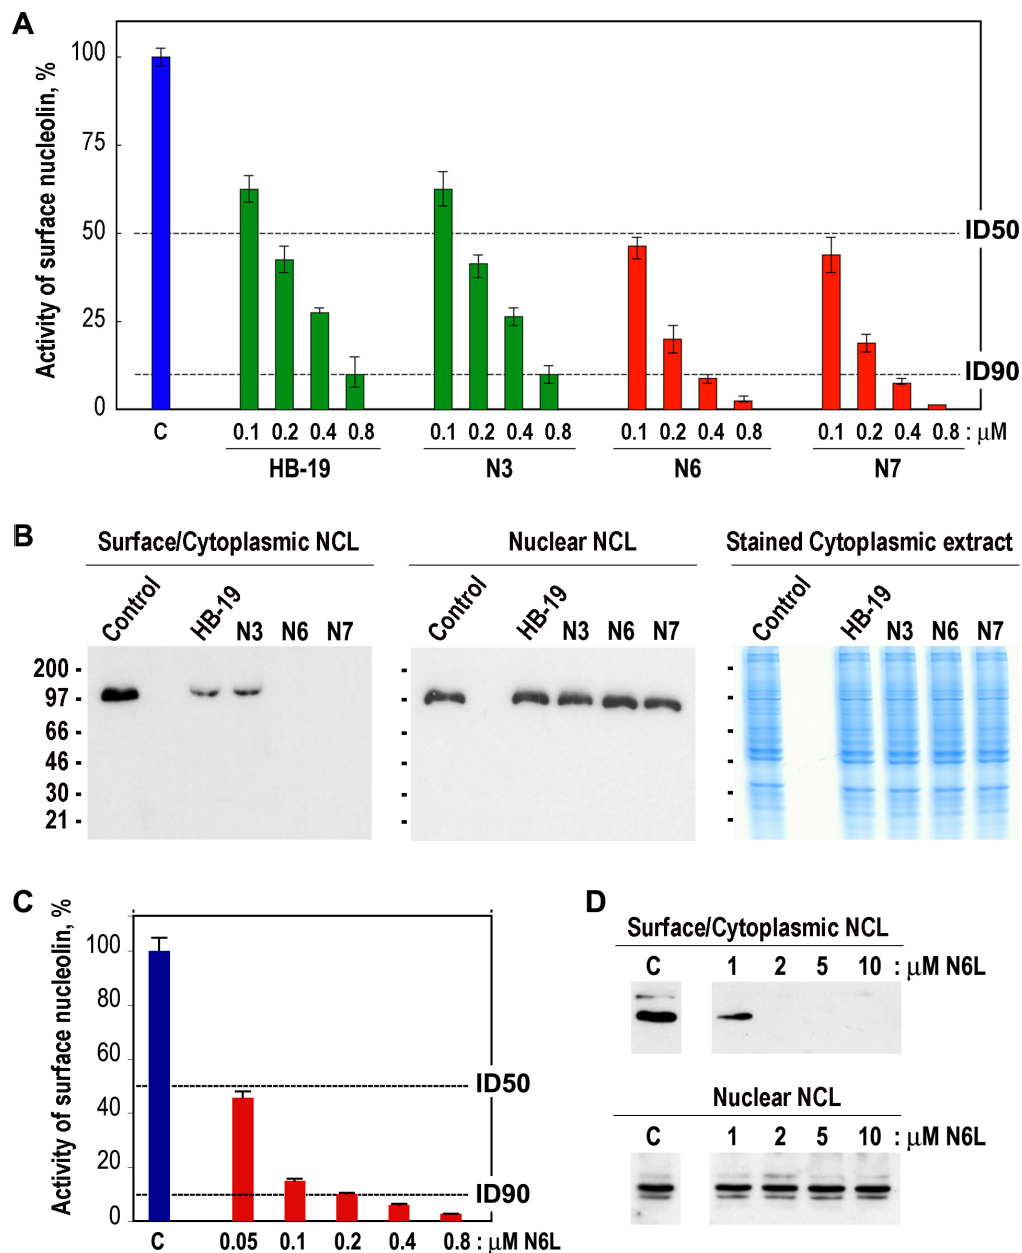 A
Activity of surface nucleolin, %
100
75
50
25
0
ID50
ID90
C 0.1 0.2 0.4 0.8 0.1 0.2 0.4 0.8 0.1 0.2 0.4 0.8 0.1 0.2 0.4 0.8 : µM
HB-19 N3 N6 N7
B
Surface/Cytoplasmic NCL
Control HB-19 N3 N6 N7
200
97
66
46
30
21
Nuclear NCL
Control HB-19 N3 N6 N7
Stained Cytoplasmic extract
Control HB-19 N3 N6 N7
C
Activity of surface nucleolin, %
100
80
60
40
20
0
ID50
ID90
C 0.05 0.1 0.2 0.4 0.8 : µM N6L
D
Surface/Cytoplasmic NCL
C 1 2 5 10 : µM N6L
Nuclear NCL
C 1 2 5 10 : µM N6L